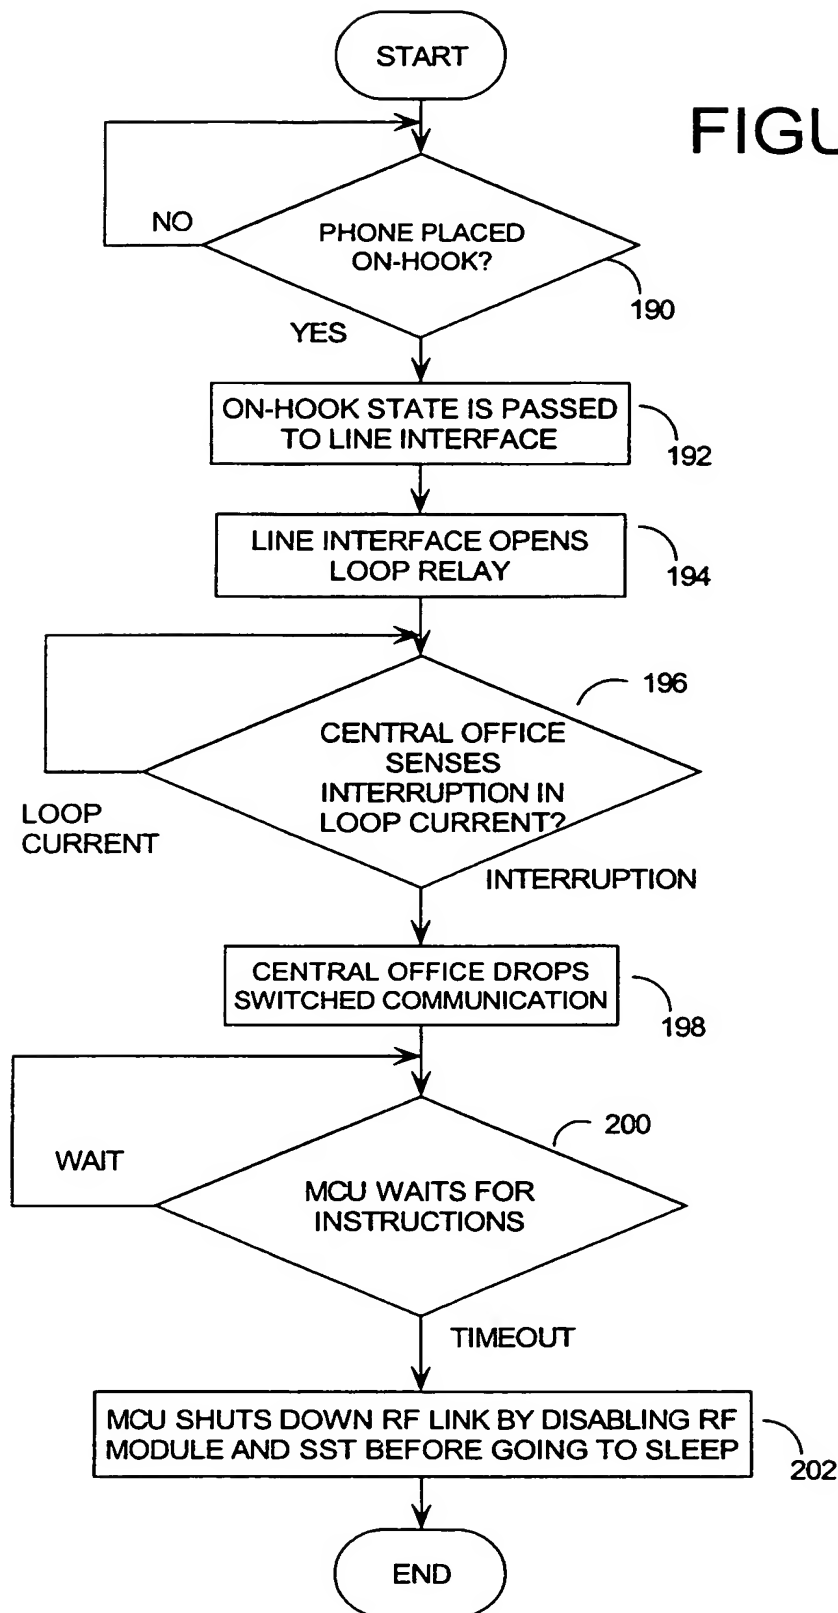 START
FIGU
NO
PHONE PLACED
ON-HOOK?
190
YES
ON-HOOK STATE IS PASSED
TO LINE INTERFACE
192
LINE INTERFACE OPENS
LOOP RELAY
194
196
CENTRAL OFFICE
SENSES
INTERRUPTION IN
LOOP CURRENT?
LOOP
CURRENT
INTERRUPTION
CENTRAL OFFICE DROPS
SWITCHED COMMUNICATION
198
200
WAIT
MCU WAITS FOR
INSTRUCTIONS
TIMEOUT
MCU SHUTS DOWN RF LINK BY DISABLING RF
MODULE AND SST BEFORE GOING TO SLEEP
202
END